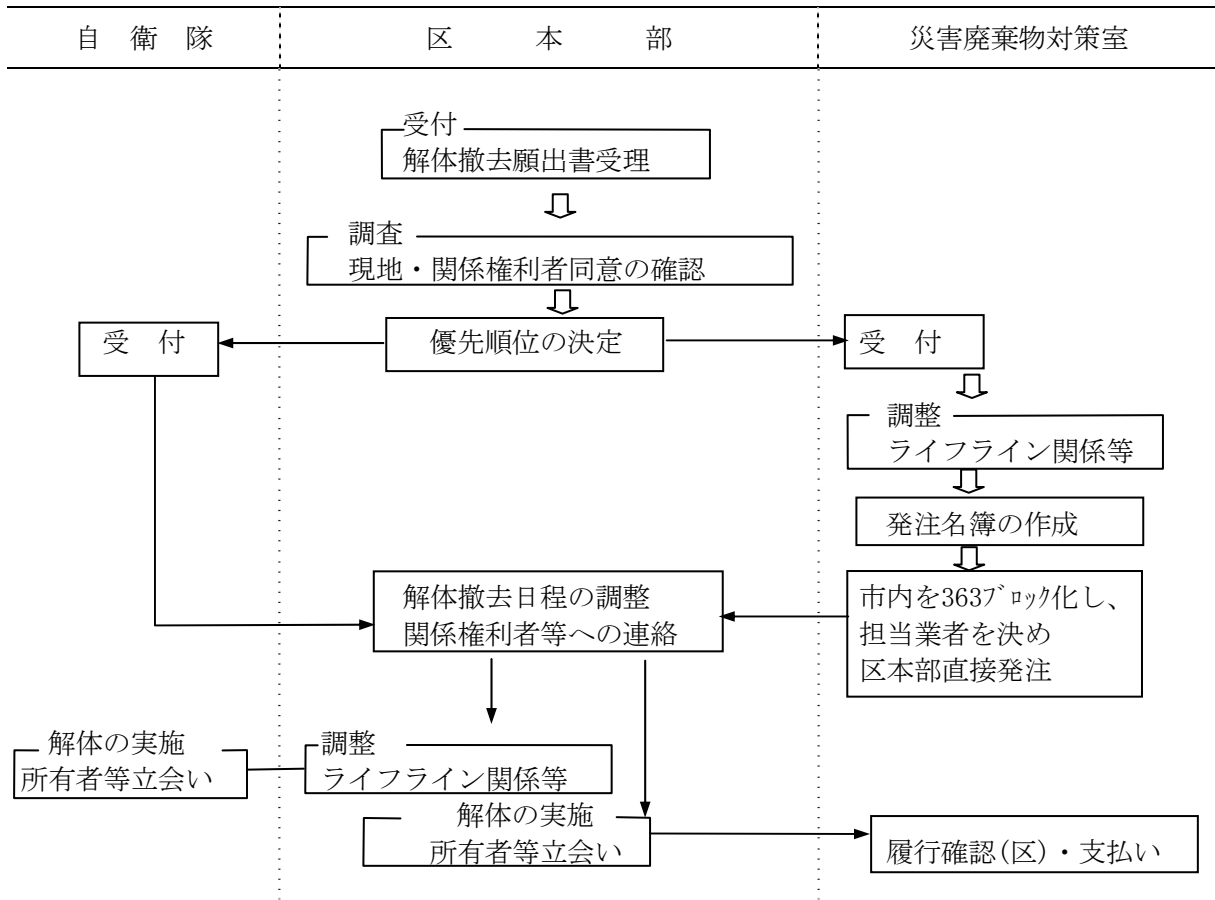 自　衛　隊
区　　本　　部
災害廃棄物対策室
受付
解体撤去願出書受理
調査
現地・関係権利者同意の確認
受　付
優先順位の決定
受　付
調整
ライフライン関係等
発注名簿の作成
解体撤去日程の調整
関係権利者等への連絡
市内を363ﾌﾞﾛｯｸ化し、
担当業者を決め
区本部直接発注
解体の実施
所有者等立会い
調整
ライフライン関係等
解体の実施
所有者等立会い
履行確認(区)・支払い